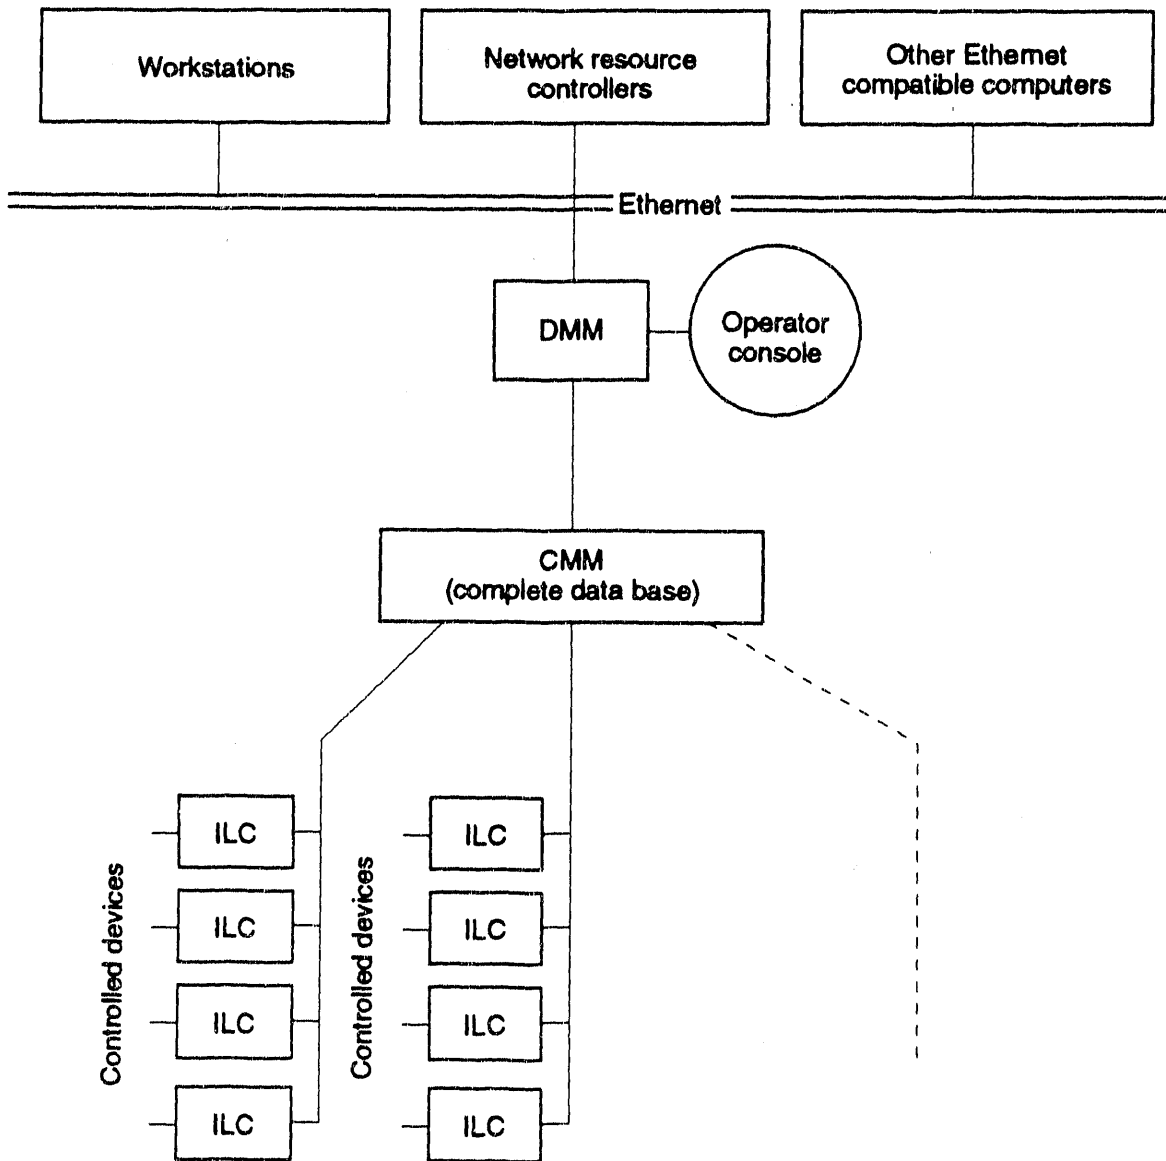 Workstations
Network resource
controllers
Other Ethernet
compatible computers
Ethernet
DMM
Operator
console
CMM
(complete data base)
Controlled devices
ILC
ILC
ILC
ILC
Controlled devices
ILC
ILC
ILC
ILC